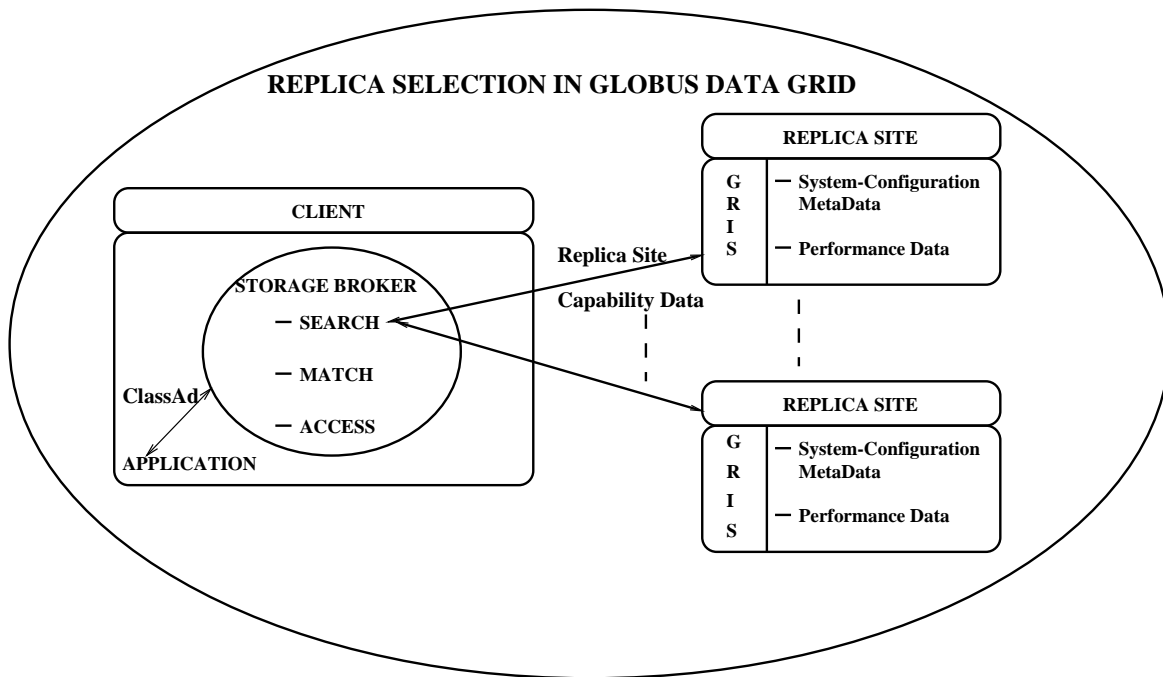 REPLICA SELECTION IN GLOBUS DATA GRID
CLIENT
STORAGE BROKER
— SEARCH
— MATCH
— ACCESS
ClassAd
APPLICATION
Replica Site
Capability Data
REPLICA SITE
G
R
I
S
— System-Configuration
MetaData
— Performance Data
REPLICA SITE
G
R
I
S
— System-Configuration
MetaData
— Performance Data